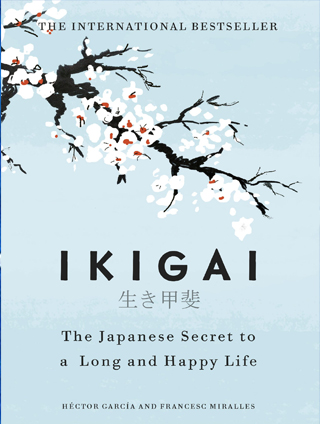 THE INTERNATIONAL BESTSELLER
IKIGAI
生き甲斐
The Japanese Secret to
a Long and Happy Life
HÉCTOR GARCÍA AND FRANCESC MIRALLES